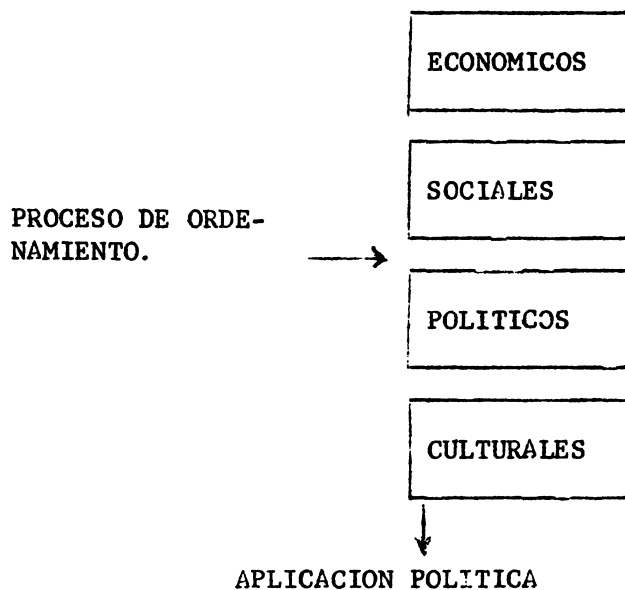 ECONOMICOS
SOCIALES
PROCESO DE ORDE-
NAMIENTO.
POLITICOS
CULTURALES
APLICACION POLITICA